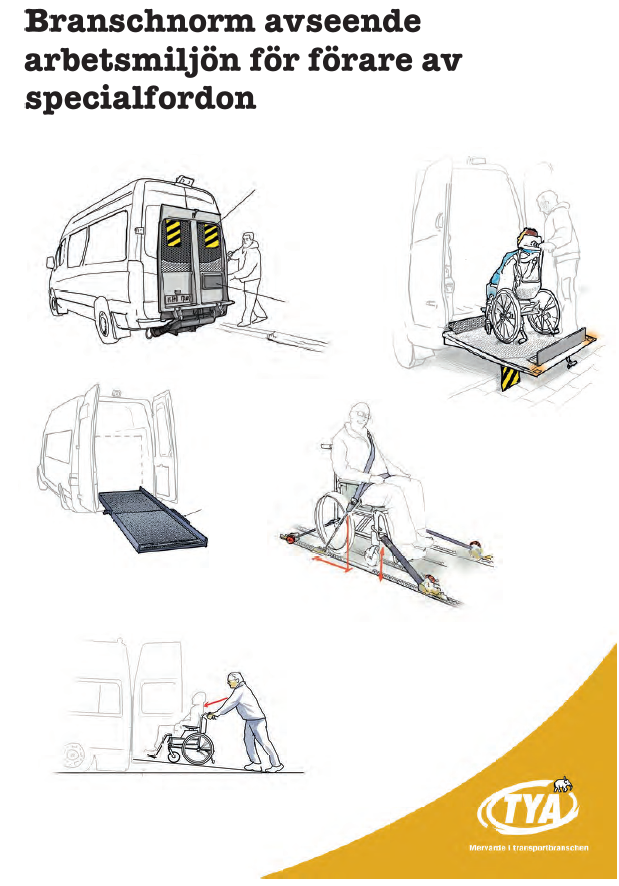 Branschnorm avseende
arbetsmiljön för förare av
specialfordon
TYA
Mervärde i transportbranschen